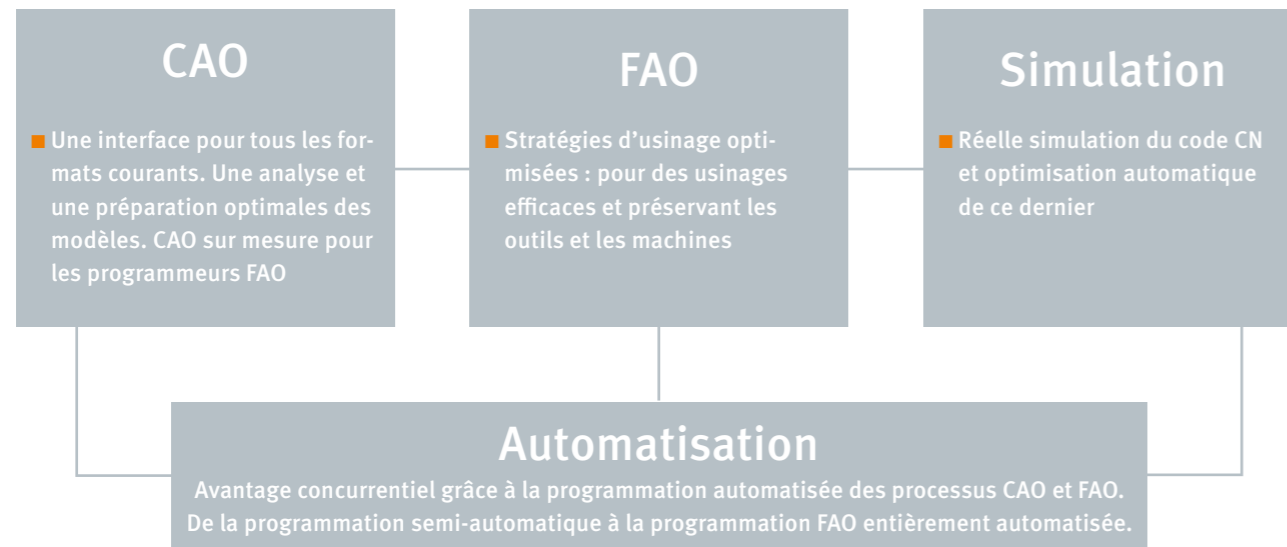 CAO
Une interface pour tous les for-
mats courants. Une analyse et
une préparation optimales des
modèles. CAO sur mesure pour
les programmeurs FAO
FAO
Stratégies d’usinage opti-
misées : pour des usinages
efficaces et préservant les
outils et les machines
Simulation
Réelle simulation du code CN
et optimisation automatique
de ce dernier
Automatisation
Avantage concurrentiel grâce à la programmation automatisée des processus CAO et FAO.
De la programmation semi-automatique à la programmation FAO entièrement automatisée.